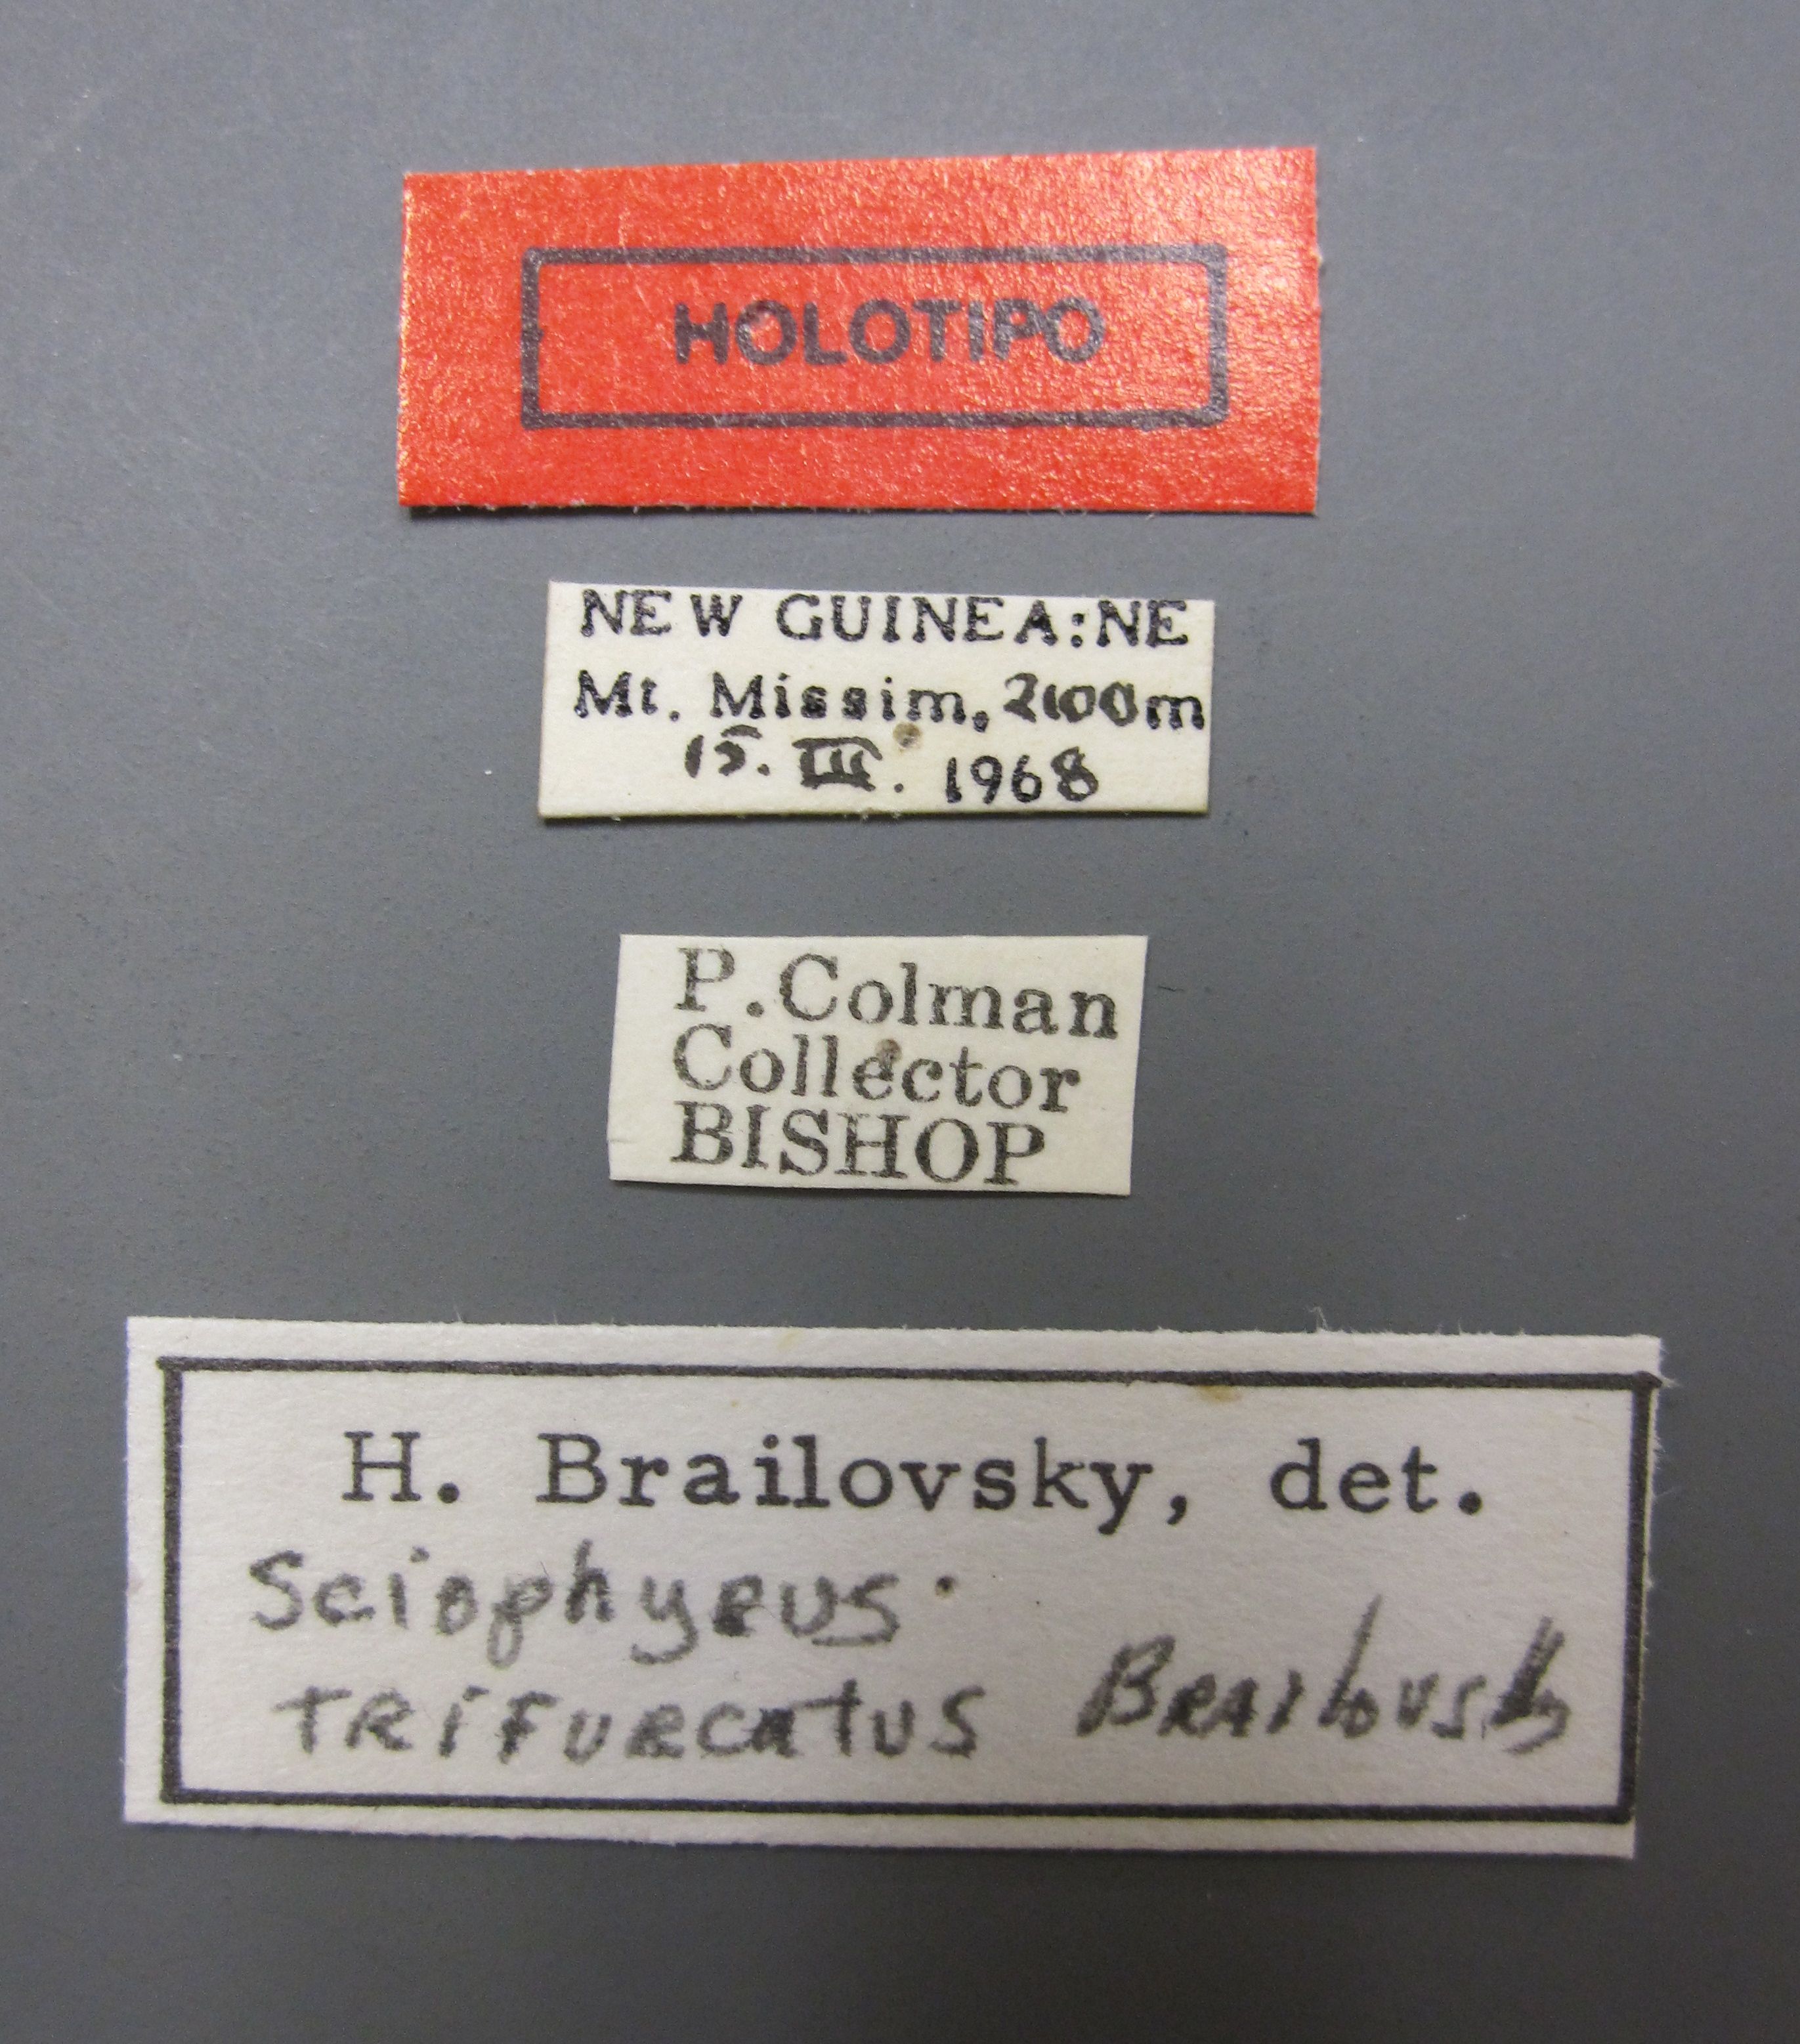 HOLOTIPO
NEW GUINEA:NE
Mt. Missim, 2100m
15. III. 1968
P. Colman
Collector
BISHOP
H. Brailovsky, det.
Sciophyrus
TRIFURCATUS Brailovsky